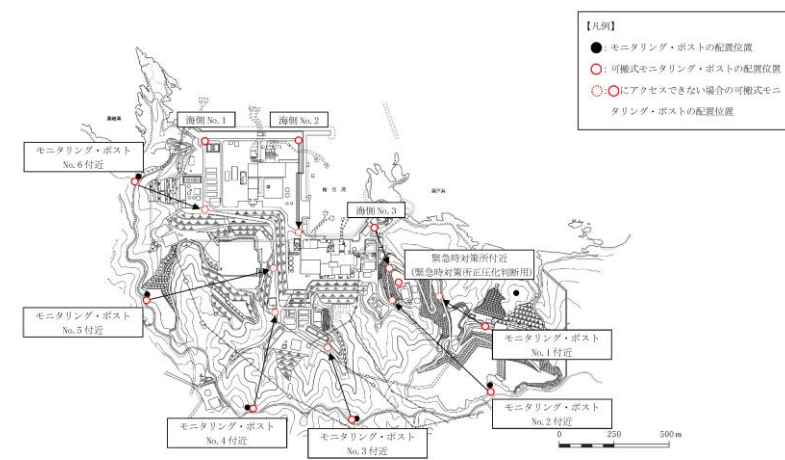 【凡例】
●：モニタリング・ポストの配置位置
○：可搬式モニタリング・ポストの配置位置
◌：○にアクセスできない場合の可搬式モニ
タリング・ポストの配置位置
海側 No.1
海側 No.2
モニタリング・ポスト
No.6 付近
海側 No.3
緊急時対策所付近
(緊急時対策所正圧化判断用)
モニタリング・ポスト
No.5 付近
モニタリング・ポスト
No.1 付近
モニタリング・ポスト
No.4 付近
モニタリング・ポスト
No.3 付近
モニタリング・ポスト
No.2 付近
0 250 500 m